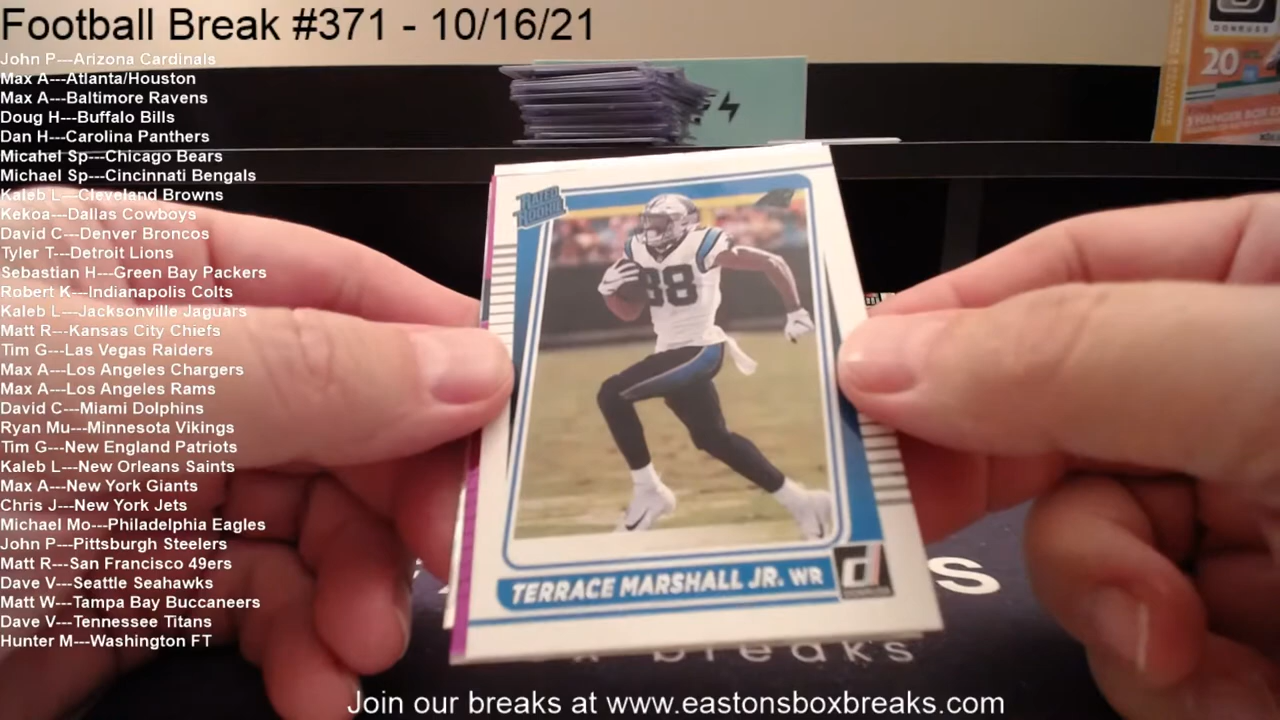 Football Break #371 - 10/16/21
John P---Arizona Cardinals
Max A---Atlanta/Houston
Max A---Baltimore Ravens
Doug H---Buffalo Bills
Dan H---Carolina Panthers
Micahel Sp---Chicago Bears
Michael Sp---Cincinnati Bengals
Kaleb L---Cleveland Browns
Kekoa---Dallas Cowboys
David C---Denver Broncos
Tyler T---Detroit Lions
Sebastian H---Green Bay Packers
Robert K---Indianapolis Colts
Kaleb L---Jacksonville Jaguars
Matt R---Kansas City Chiefs
Tim G---Las Vegas Raiders
Max A---Los Angeles Chargers
Max A---Los Angeles Rams
David C---Miami Dolphins
Ryan Mu---Minnesota Vikings
Tim G---New England Patriots
Kaleb L---New Orleans Saints
Max A---New York Giants
Chris J---New York Jets
Michael Mo---Philadelphia Eagles
John P---Pittsburgh Steelers
Matt R---San Francisco 49ers
Dave V---Seattle Seahawks
Matt W---Tampa Bay Buccaneers
Dave V---Tennessee Titans
Hunter M---Washington FT
DONRUSS
20
RATED
ROOKIE
88
TERRACE MARSHALL JR. WR
DONRUSS
breaks
Join our breaks at www.eastonsboxbreaks.com